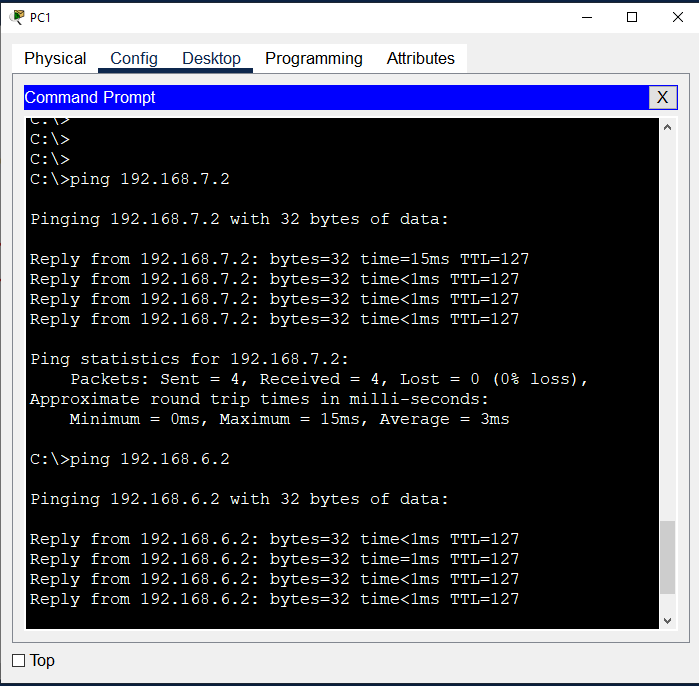 PC1
Physical Config Desktop Programming Attributes
Command Prompt X
C:\>
C:\>
C:\>
C:\>ping 192.168.7.2
Pinging 192.168.7.2 with 32 bytes of data:
Reply from 192.168.7.2: bytes=32 time=15ms TTL=127
Reply from 192.168.7.2: bytes=32 time<1ms TTL=127
Reply from 192.168.7.2: bytes=32 time<1ms TTL=127
Reply from 192.168.7.2: bytes=32 time<1ms TTL=127
Ping statistics for 192.168.7.2:
Packets: Sent = 4, Received = 4, Lost = 0 (0% loss),
Approximate round trip times in milli-seconds:
Minimum = 0ms, Maximum = 15ms, Average = 3ms
C:\>ping 192.168.6.2
Pinging 192.168.6.2 with 32 bytes of data:
Reply from 192.168.6.2: bytes=32 time<1ms TTL=127
Reply from 192.168.6.2: bytes=32 time=1ms TTL=127
Reply from 192.168.6.2: bytes=32 time<1ms TTL=127
Reply from 192.168.6.2: bytes=32 time<1ms TTL=127
Top